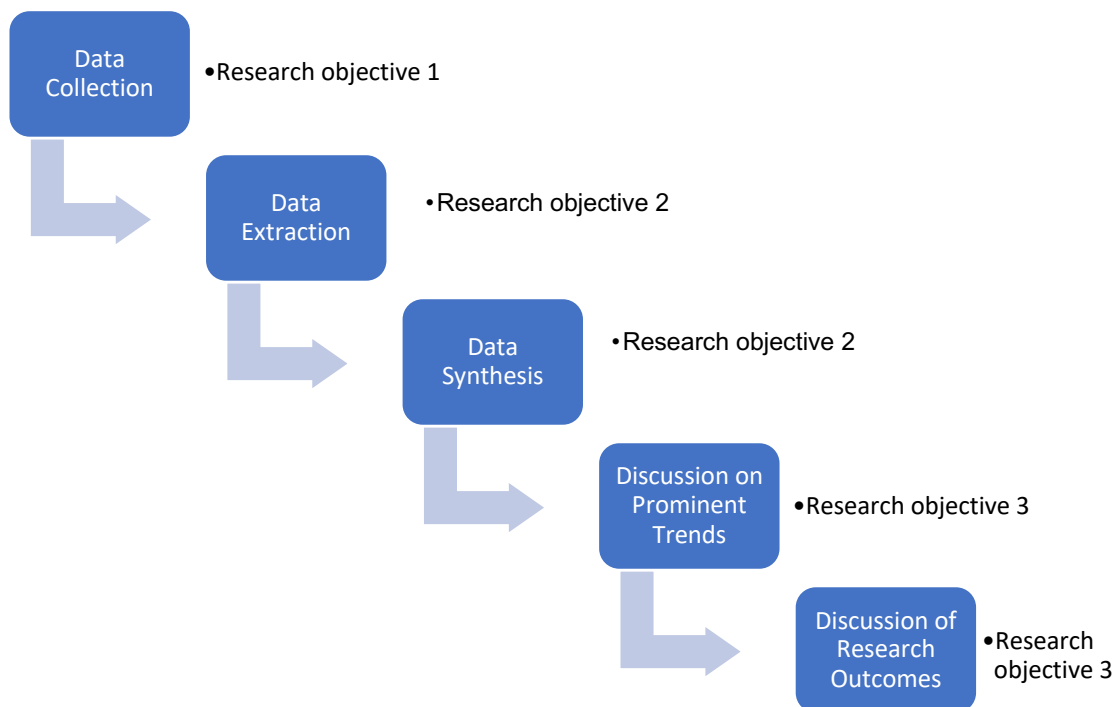 Data
Collection
•Research objective 1
Data
Extraction
•Research objective 2
Data
Synthesis
•Research objective 2
Discussion on
Prominent
Trends
•Research objective 3
Discussion of
Research
Outcomes
•Research
objective 3